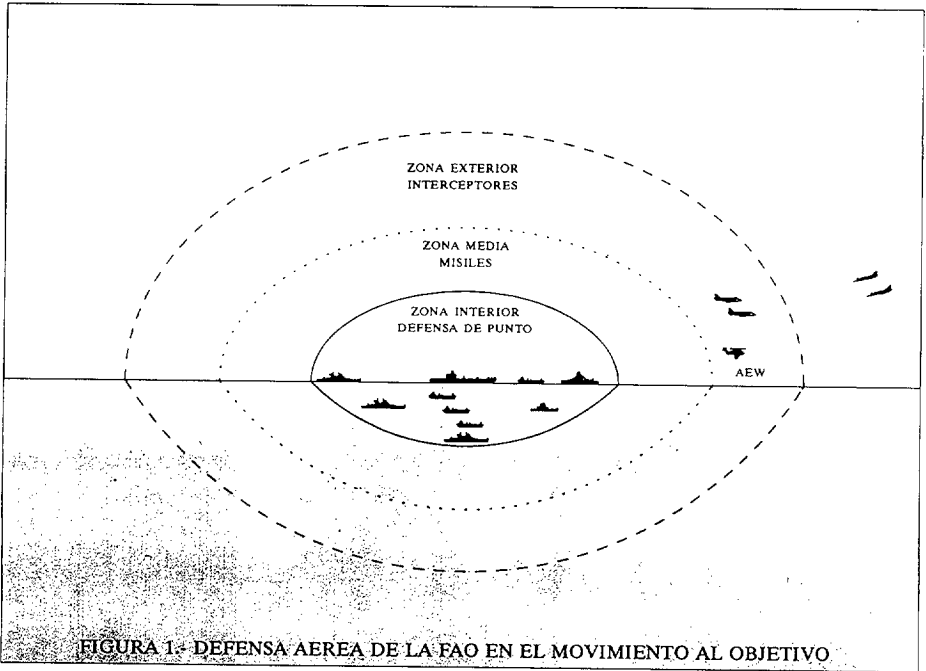 ZONA EXTERIOR
INTERCEPTORES
ZONA MEDIA
MISILES
ZONA INTERIOR
DEFENSA DE PUNTO
AEW
FIGURA 1.- DEFENSA AEREA DE LA FAO EN EL MOVIMIENTO AL OBJETIVO